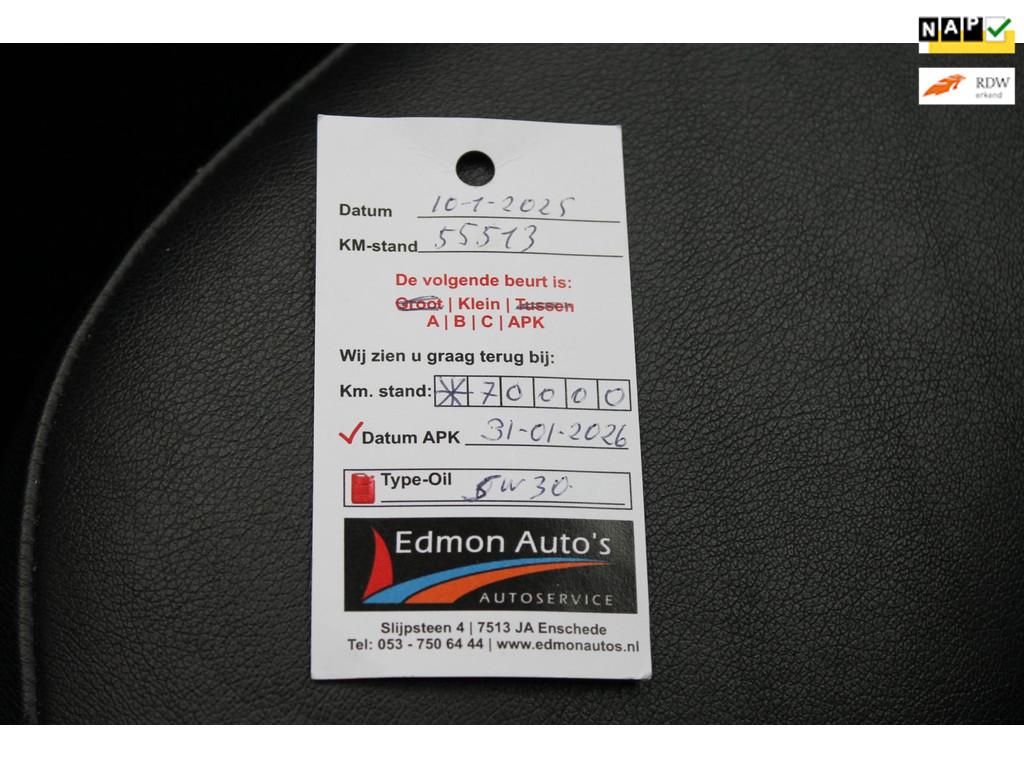 NAP
RDW
erkend
Datum 10-1-2025
KM-stand 55513
De volgende beurt is:
Groot | Klein | Tussen
A | B | C | APK
Wij zien u graag terug bij:
Km. stand: 70000
Datum APK 31-01-2026
Type-Oil 5W30
Edmon Auto's
AUTOSERVICE
Slijpsteen 4 | 7513 JA Enschede
Tel: 053 - 750 64 44 | www.edmonautos.nl